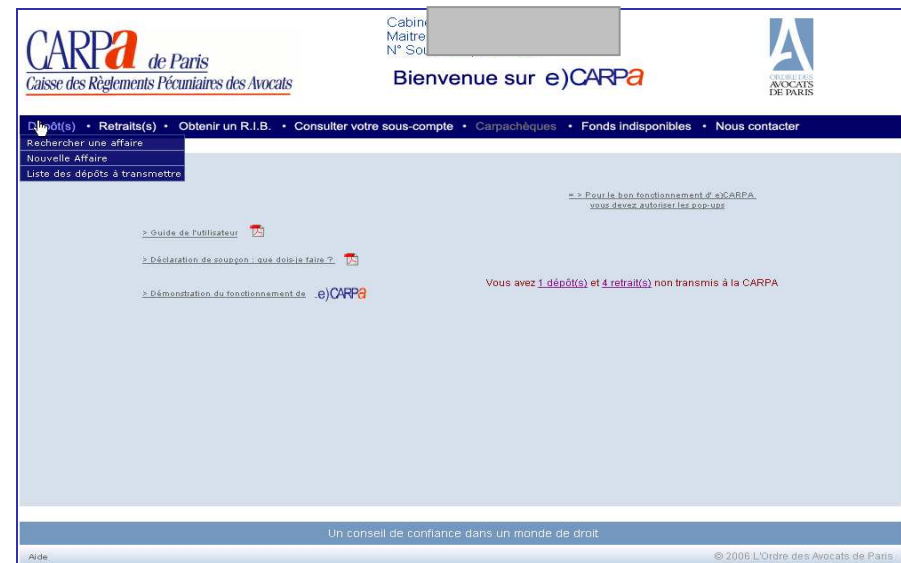 CARPa de Paris
Caisse des Règlements Pécuniaires des Avocats
Maitre
Bienvenue sur e)CARPa
A
ORDRE DES
AVOCATS
DE PARIS
Dépôt(s) • Retraits(s) • Obtenir un R.I.B. • Consulter votre sous-compte • Carpachèques • Fonds indisponibles • Nous contacter
Rechercher une affaire
Nouvelle Affaire
Liste des dépôts à transmettre
= > Pour le bon fonctionnement d' e)CARPA
vous devez autoriser les pop-ups
> Guide de l'utilisateur
> Déclaration de soupçon : que dois-je faire ?
Vous avez 1 dépôt(s) et 4 retrait(s) non transmis à la CARPA
> Démonstration du fonctionnement de .e)CARPa
Un conseil de confiance dans un monde de droit
Aide
© 2006 L'Ordre des Avocats de Paris